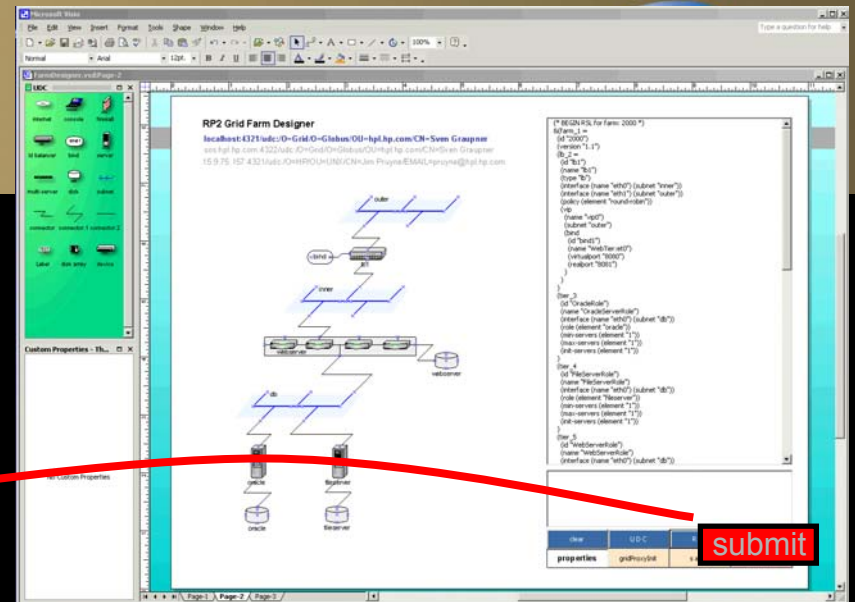 Microsoft Visio
File Edit View Insert Format Tools Shape Window Help
Type a question for help
Normal Arial 12pt. 100%
FarmDesigner.vsd:Page-2
UDC
internet console firewall
ld balancer bind server
multi-server disk subnet
connector connector 1 connector 2
Label disk array device
Custom Properties - Th...
No Custom Properties
RP2 Grid Farm Designer
localhost:4321/udc:/O=Grid/O=Globus/OU=hpl.hp.com/CN=Sven Graupner
outer
bind
lb1
inner
webserver
webserver
db
oracle
fileserver
oracle
fileserver
(* BEGIN RSL for farm: 2000 *)
&(farm_1 =
(id "2000")
(version "1.1")
(lb_2 =
(id "lb1")
(name "lb1")
(type "lb")
(interface (name "eth0") (subnet "inner"))
(interface (name "eth1") (subnet "outer"))
(policy (element "round-robin"))
(vip
(name "vip0")
(subnet "outer")
(bind
(id "bind1")
(name "WebTier:et0")
(virtualport "8080")
(realport "8081")
)
)
)
(tier_3
(id "OracleRole")
(name "OracleServerRole")
(interface (name "eth0") (subnet "db"))
(role (element "oracle"))
(min-servers (element "1"))
(max-servers (element "1"))
(init-servers (element "1"))
)
(tier_4
(id "FileServerRole")
(name "FileServerRole")
(interface (name "eth0") (subnet "db"))
(role (element "fileserver"))
(min-servers (element "1"))
(max-servers (element "1"))
(init-servers (element "1"))
)
(tier_5
(id "WebServerRole")
(name "WebServerRole")
(interface (name "eth0") (subnet "db"))
clear UDC R
submit
properties gridProxyInit
Page-1 Page-2 Page-3